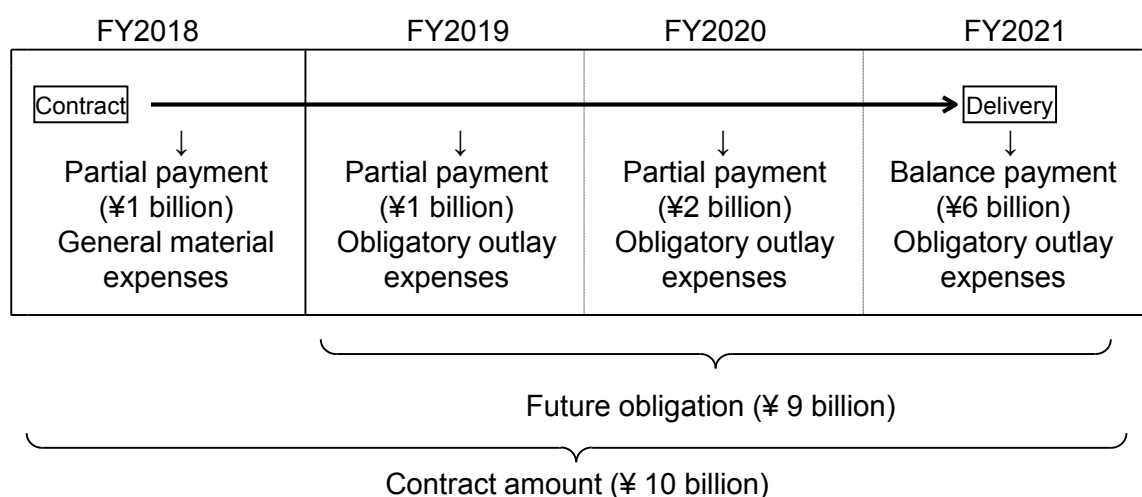 FY2018 FY2019 FY2020 FY2021
Contract Delivery
↓ ↓ ↓ ↓
Partial payment Partial payment Partial payment Balance payment
(¥1 billion) (¥1 billion) (¥2 billion) (¥6 billion)
General material Obligatory outlay Obligatory outlay Obligatory outlay
expenses expenses expenses expenses
Future obligation (¥ 9 billion)
Contract amount (¥ 10 billion)